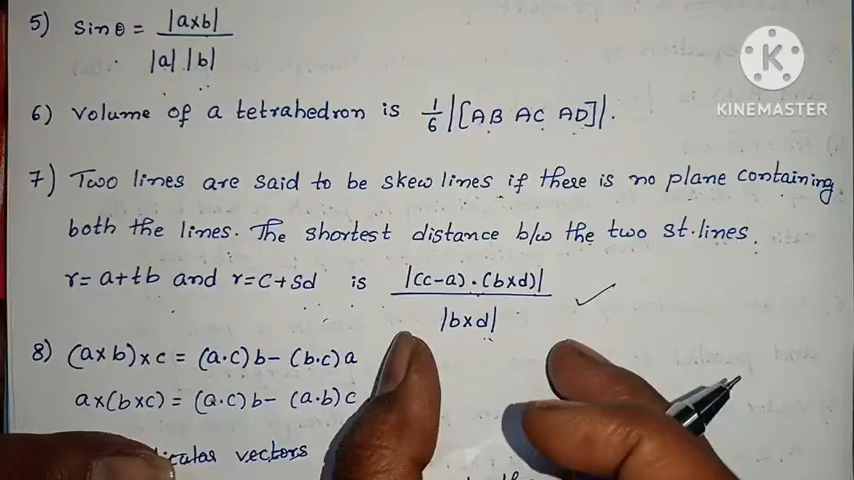 5) Sinθ = |a×b| / |a| |b|
K
KINEMASTER
6) Volume of a tetrahedron is 1/6 |[AB AC AD]|.
7) Two lines are said to be skew lines if there is no plane containing
both the lines. The shortest distance b/w the two st.lines
r = a+tb and r = c+sd is |(c-a).(b×d)| / |b×d| ✓
8) (a×b)×c = (a.c)b - (b.c)a
a×(b×c) = (a.c)b - (a.b)c
vectors